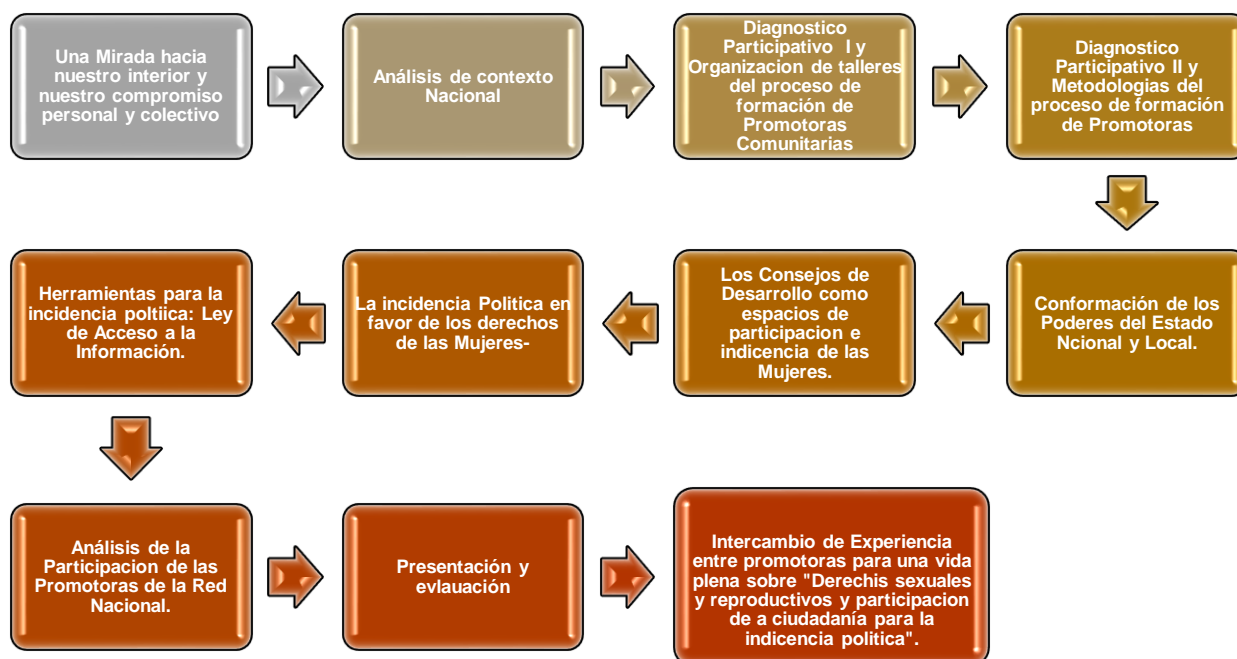 Una Mirada hacia
nuestro interior y
nuestro compromiso
personal y colectivo
Análisis de contexto
Nacional
Diagnostico
Participativo I y
Organizacion de talleres
del proceso de
formación de
Promotoras
Comunitarias
Diagnostico
Participativo II y
Metodologias del
proceso de formación
de Promotoras
Conformación de los
Poderes del Estado
Ncional y Local.
Los Consejos de
Desarrollo como
espacios de
participacion e
indicencia de las
Mujeres.
La incidencia Politica en
favor de los derechos
de las Mujeres-
Herramientas para la
incidencia poltiica: Ley
de Acceso a la
Información.
Análisis de la
Participacion de las
Promotoras de la Red
Nacional.
Presentación y
evlauación
Intercambio de Experiencia
entre promotoras para una vida
plena sobre "Derechis sexuales
y reproductivos y participacion
de a ciudadanía para la
indicencia politica".